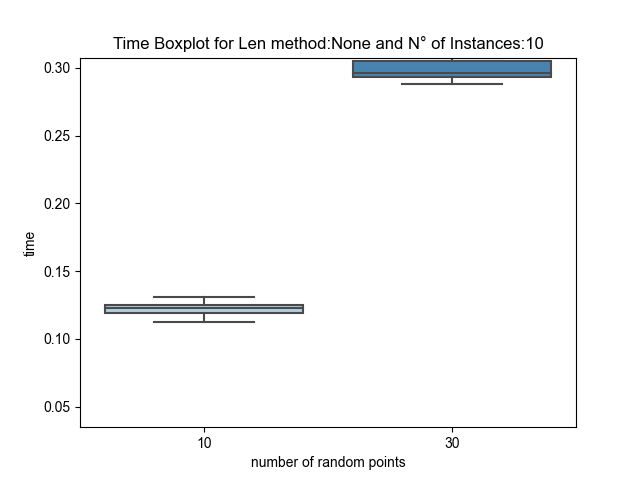 Time Boxplot for Len method:None and N° of Instances:10
0.30
0.25
0.20
0.15
0.10
0.05
time
10
30
number of random points